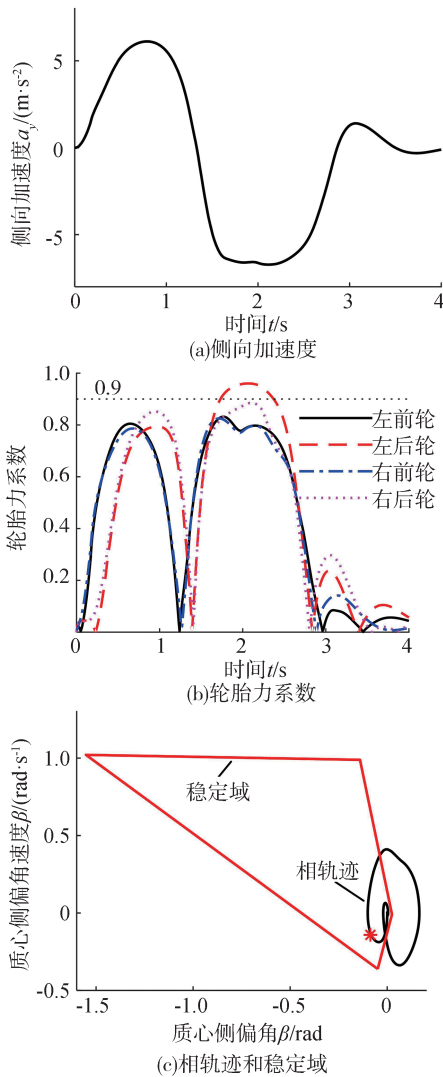 侧向加速度a_y/(m·s⁻²)
5
0
-5
0 1 2 3 4
时间t/s
(a)侧向加速度
轮胎力系数
1.0
0.9
0.8
0.6
0.4
0.2
左前轮
左后轮
右前轮
右后轮
0 1 2 3 4
时间t/s
(b)轮胎力系数
质心侧偏角速度β̇/(rad·s⁻¹)
1.0
0.5
0
-0.5
稳定域
相轨迹
-1.5 -1.0 -0.5 0
质心侧偏角β/rad
(c)相轨迹和稳定域